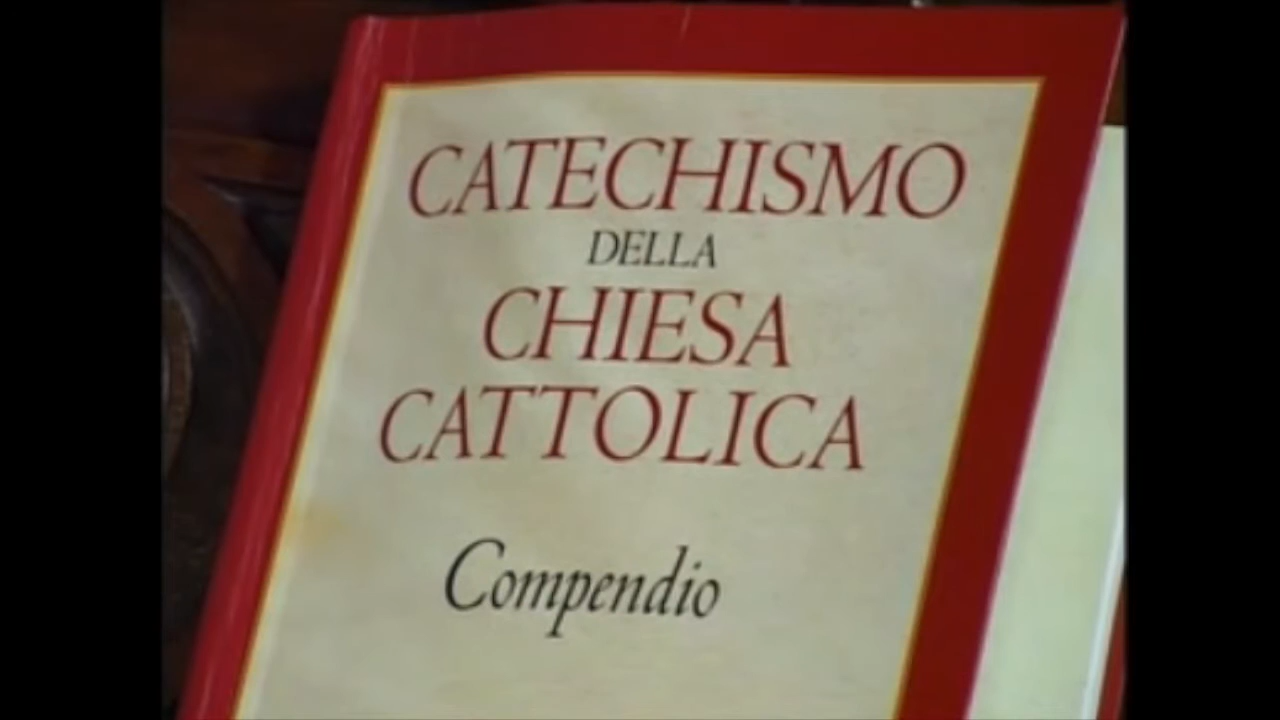 CATECHISMO
DELLA
CHIESA
CATTOLICA
Compendio